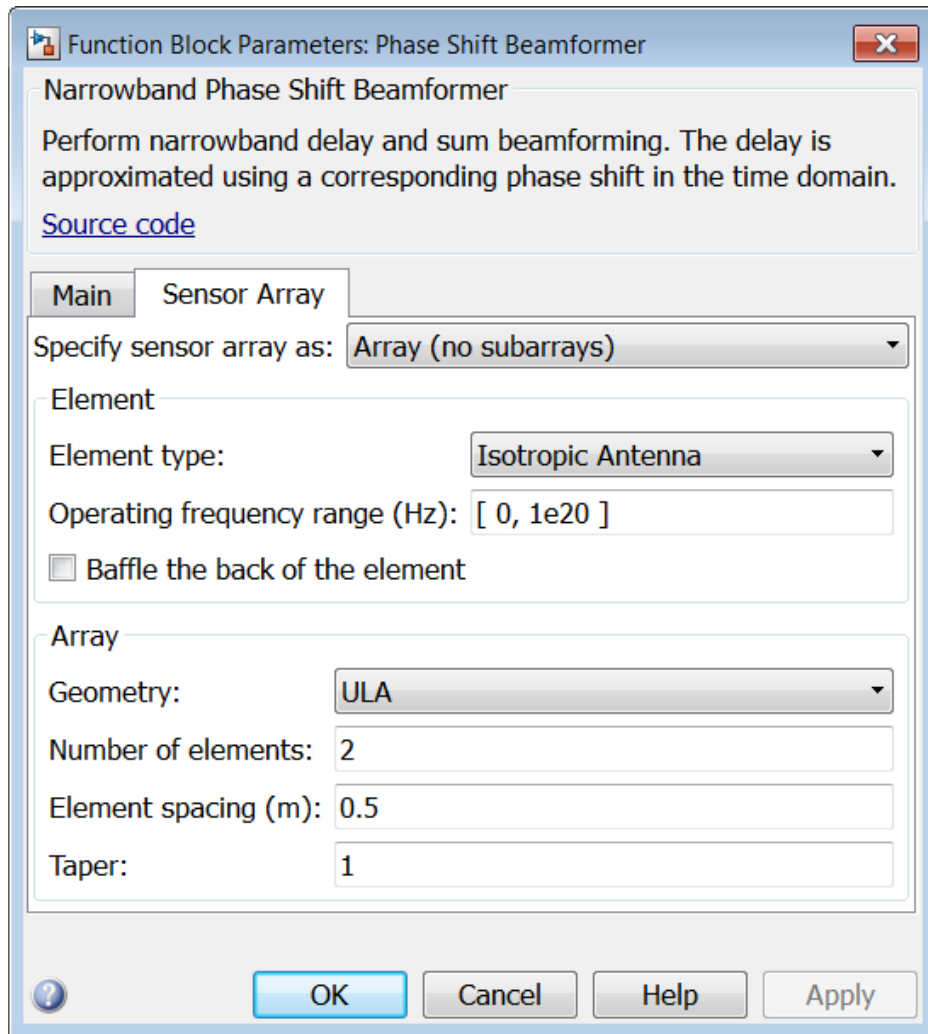 Function Block Parameters: Phase Shift Beamformer
Narrowband Phase Shift Beamformer
Perform narrowband delay and sum beamforming. The delay is
approximated using a corresponding phase shift in the time domain.
Source code
Main Sensor Array
Specify sensor array as: Array (no subarrays)
Element
Element type: Isotropic Antenna
Operating frequency range (Hz): [ 0, 1e20 ]
Baffle the back of the element
Array
Geometry: ULA
Number of elements: 2
Element spacing (m): 0.5
Taper: 1
? OK Cancel Help Apply